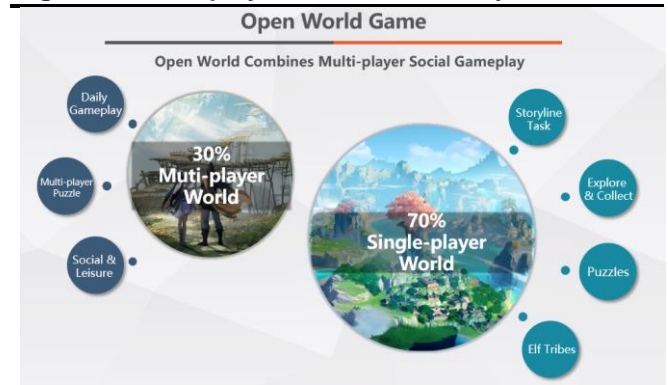 Open World Game
Open World Combines Multi-player Social Gameplay
Daily
Gameplay
Multi-player
Puzzle
Social &
Leisure
30%
Muti-player
World
70%
Single-player
World
Storyline
Task
Explore
& Collect
Puzzles
Elf Tribes